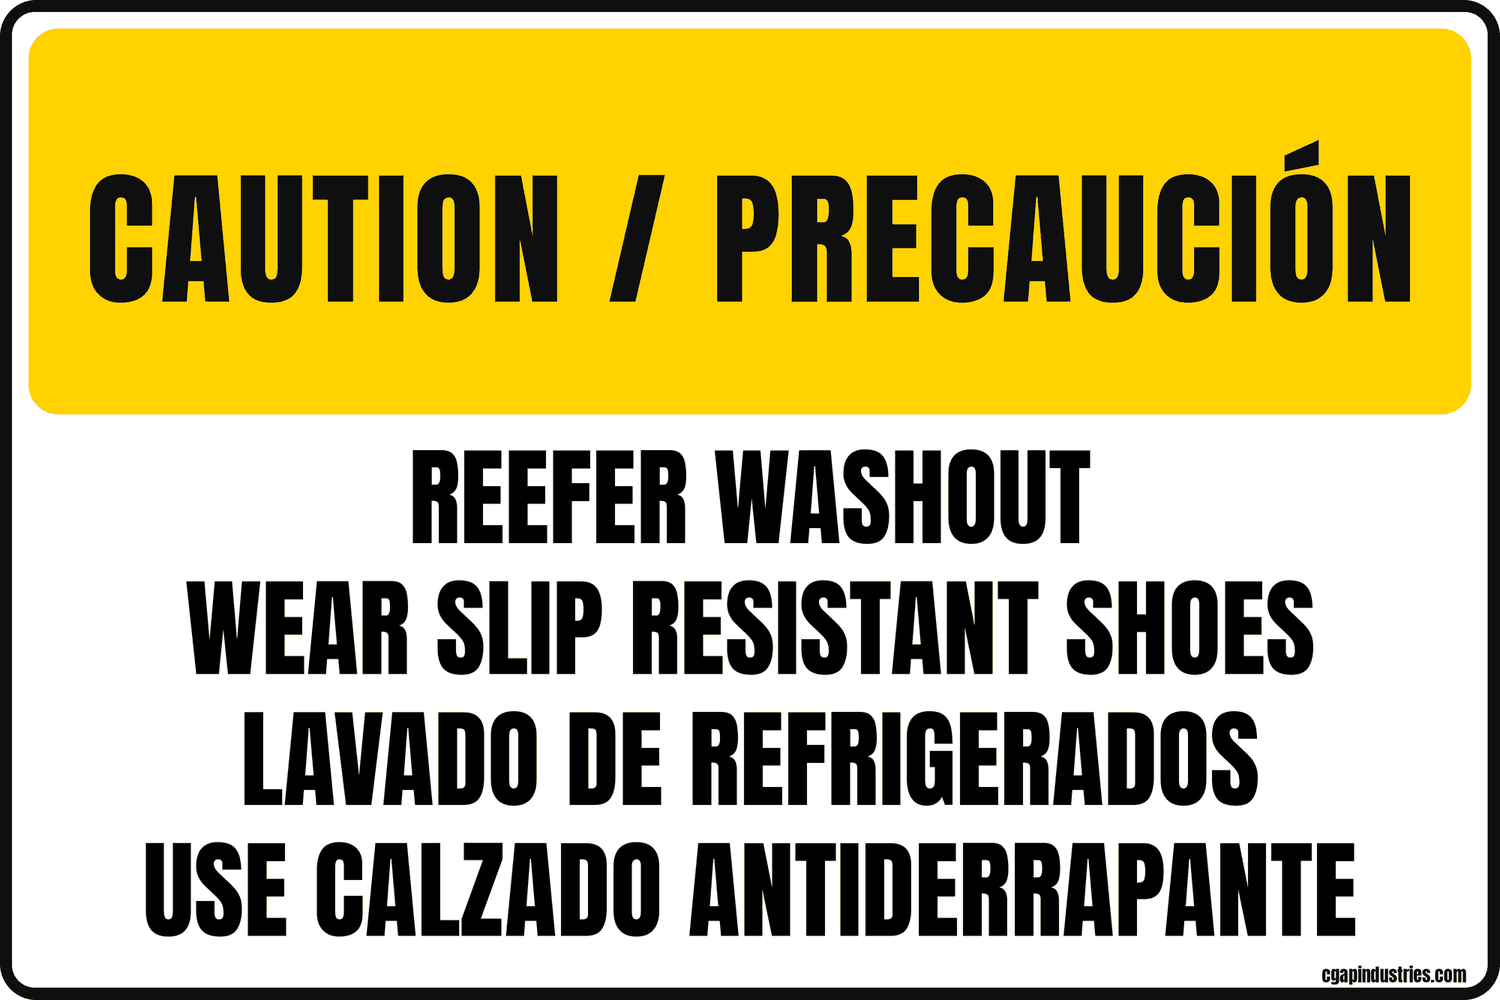 CAUTION / PRECAUCIÓN
REEFER WASHOUT
WEAR SLIP RESISTANT SHOES
LAVADO DE REFRIGERADOS
USE CALZADO ANTIDERRAPANTE
cgapindustries.com